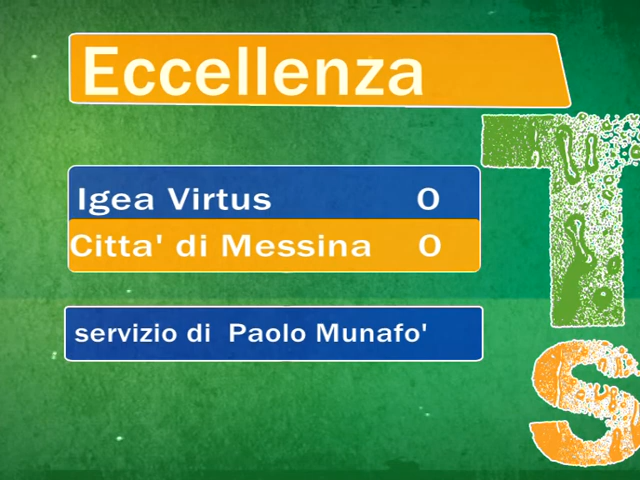 Eccellenza
Igea Virtus 0
Citta' di Messina 0
servizio di Paolo Munafo'
T
S